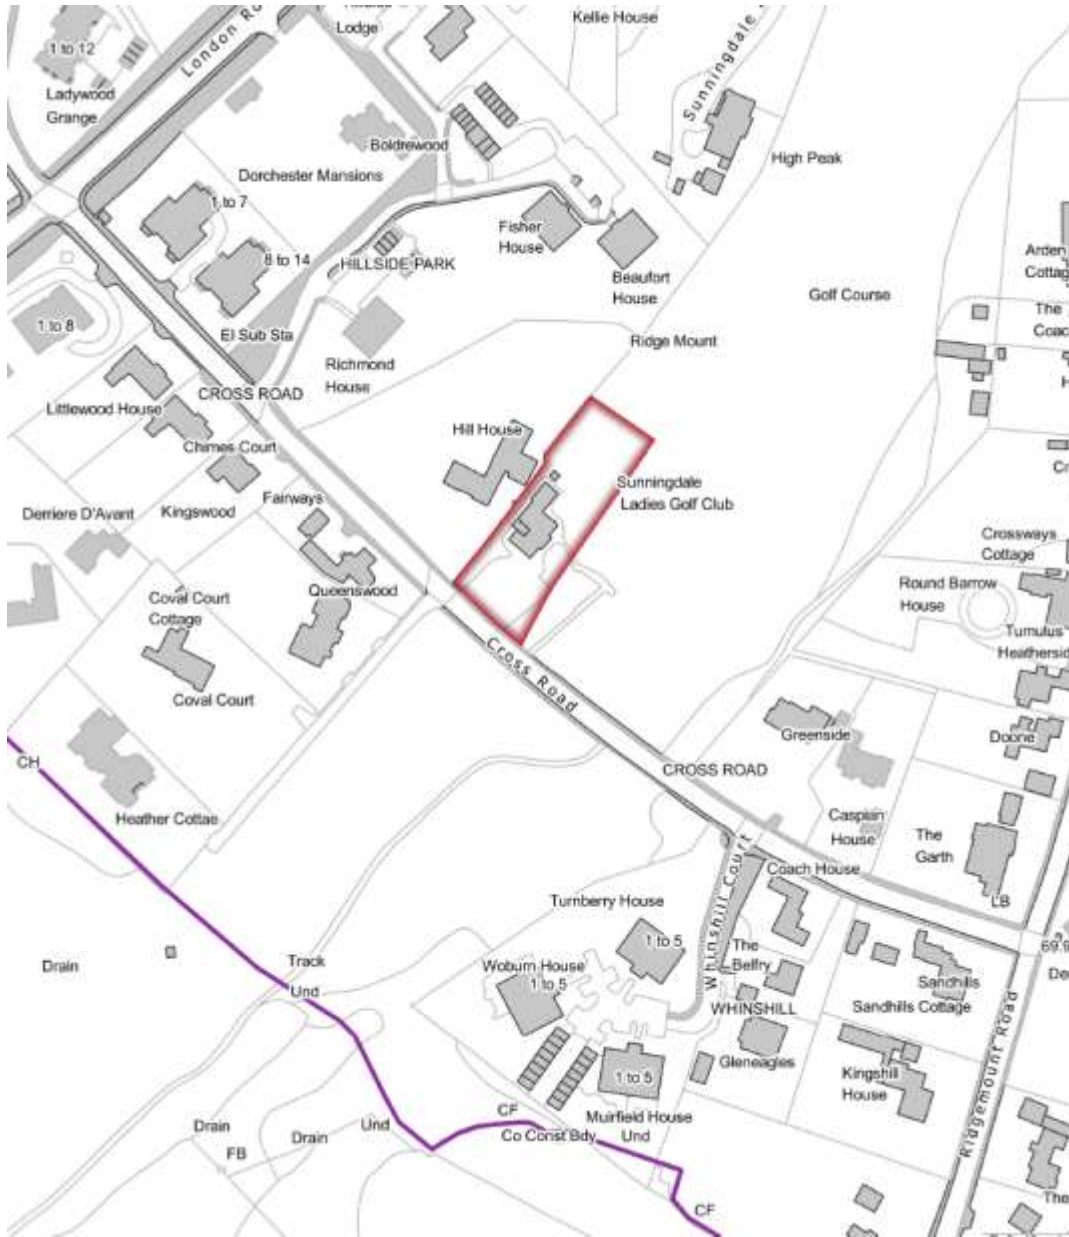 Kellie House
Lodge
1 to 12
London Ro
Sunningdale
Ladywood
Grange
Boldrewood
High Peak
Dorchester Mansions
1 to 7
Fisher
House
Arden
Cottag
8 to 14
HILLSIDE PARK
Beaufort
House
Golf Course
The
Coac
1 to 8
El Sub Sta
Ridge Mount
Richmond
House
H
CROSS ROAD
Littlewood House
Hill House
Chimes Court
Cr
Sunningdale
Ladies Golf Club
Fairways
Derriere D'Avant
Kingswood
Crossways
Cottage
Queenswood
Round Barrow
House
Coval Court
Cottage
Tumulus
Heathersid
Cross Road
Coval Court
Greenside
Doone
CH
CROSS ROAD
Heather Cottae
Caspian
House
The
Garth
Whinshill Court
Coach House
Turnberry House
LB
1 to 5
69.9
The
Belfry
Drain
Track
Woburn House
1 to 5
De
Sandhills
Und
WHINSHILL
Sandhills Cottage
Gleneagles
1 to 5
Kingshill
House
Ridgemount Road
CF
Muirfield House
Drain
Und
Drain
Co Const Bdy
Und
FB
The
CF